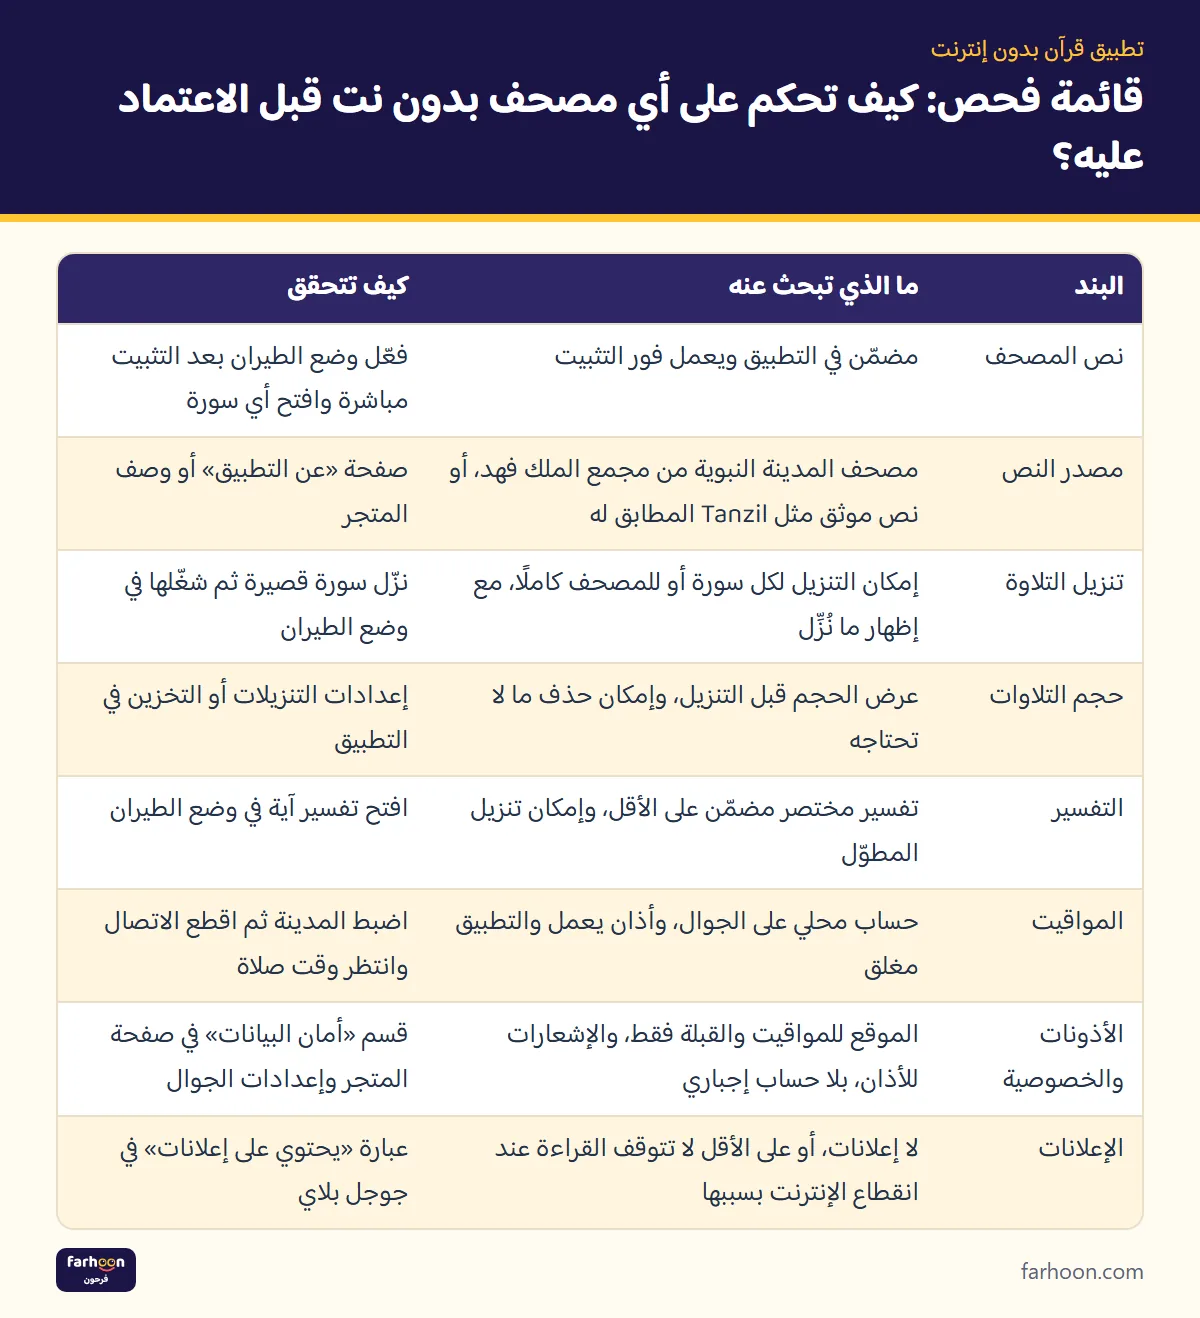 تطبيق قرآن بدون إنترنت
قائمة فحص: كيف تحكم على أي مصحف بدون نت قبل الاعتماد
عليه؟
البند
ما الذي تبحث عنه
كيف تتحقق
نص المصحف
مضمّن في التطبيق ويعمل فور التثبيت
فعّل وضع الطيران بعد التثبيت
مباشرة وافتح أي سورة
مصدر النص
مصحف المدينة النبوية من مجمع الملك فهد، أو
نص موثق مثل Tanzil المطابق له
صفحة «عن التطبيق» أو وصف
المتجر
تنزيل التلاوة
إمكان التنزيل لكل سورة أو للمصحف كاملًا، مع
إظهار ما نُزِّل
نزّل سورة قصيرة ثم شغّلها في
وضع الطيران
حجم التلاوات
عرض الحجم قبل التنزيل، وإمكان حذف ما لا
تحتاجه
إعدادات التنزيلات أو التخزين في
التطبيق
التفسير
تفسير مختصر مضمّن على الأقل، وإمكان تنزيل
المطوّل
افتح تفسير آية في وضع الطيران
المواقيت
حساب محلي على الجوال، وأذان يعمل والتطبيق
مغلق
اضبط المدينة ثم اقطع الاتصال
وانتظر وقت صلاة
الأذونات
والخصوصية
الموقع للمواقيت والقبلة فقط، والإشعارات
للأذان، بلا حساب إجباري
قسم «أمان البيانات» في صفحة
المتجر وإعدادات الجوال
الإعلانات
لا إعلانات، أو على الأقل لا تتوقف القراءة عند
انقطاع الإنترنت بسببها
عبارة «يحتوي على إعلانات» في
جوجل بلاي
farhoon.com
farhoon
فرحون